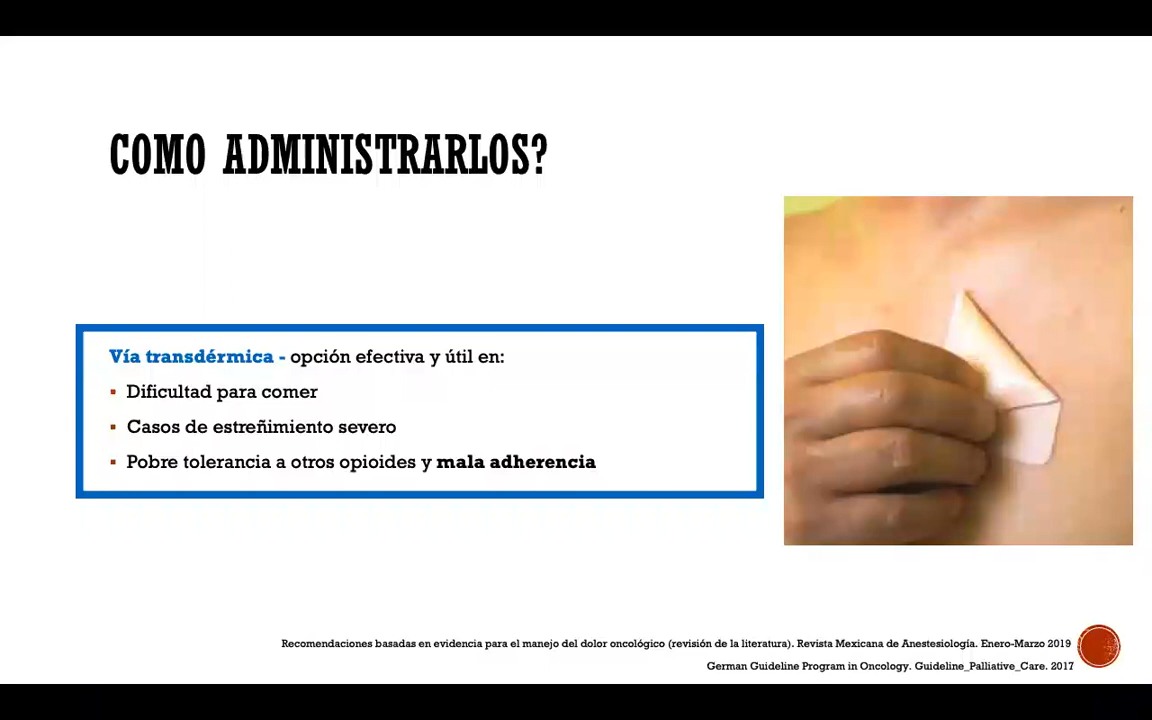 COMO ADMINISTRARLOS?
Vía transdérmica - opción efectiva y útil en:
▪ Dificultad para comer
▪ Casos de estreñimiento severo
▪ Pobre tolerancia a otros opioides y mala adherencia
Recomendaciones basadas en evidencia para el manejo del dolor oncológico (revisión de la literatura). Revista Mexicana de Anestesiología. Enero-Marzo 2019
German Guideline Program in Oncology. Guideline_Palliative_Care. 2017